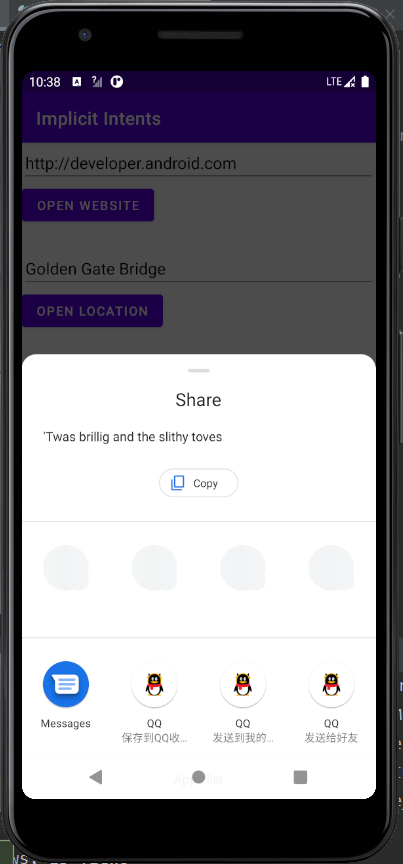 10:38
LTE
Implicit Intents
http://developer.android.com
OPEN WEBSITE
Golden Gate Bridge
OPEN LOCATION
Share
'Twas brillig and the slithy toves
Copy
Messages
QQ
保存到QQ收...
QQ
发送到我的...
QQ
发送给好友